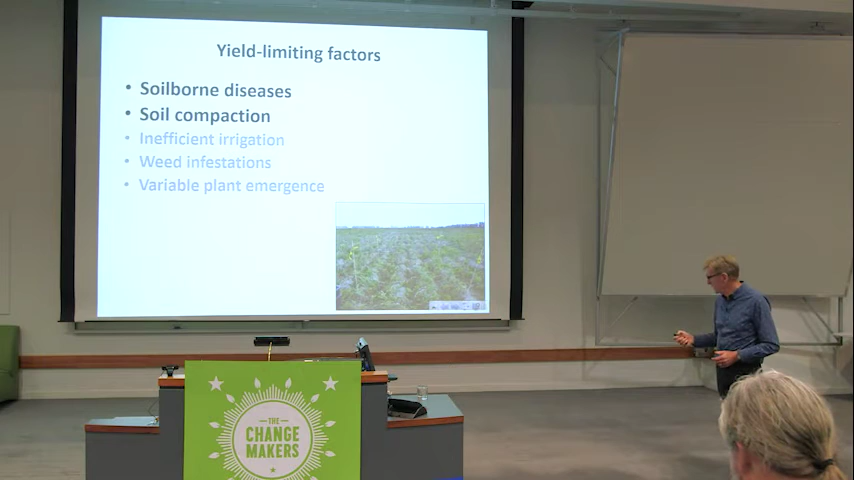 Yield-limiting factors
• Soilborne diseases
• Soil compaction
• Inefficient irrigation
• Weed infestations
• Variable plant emergence
THE
CHANGE
MAKERS